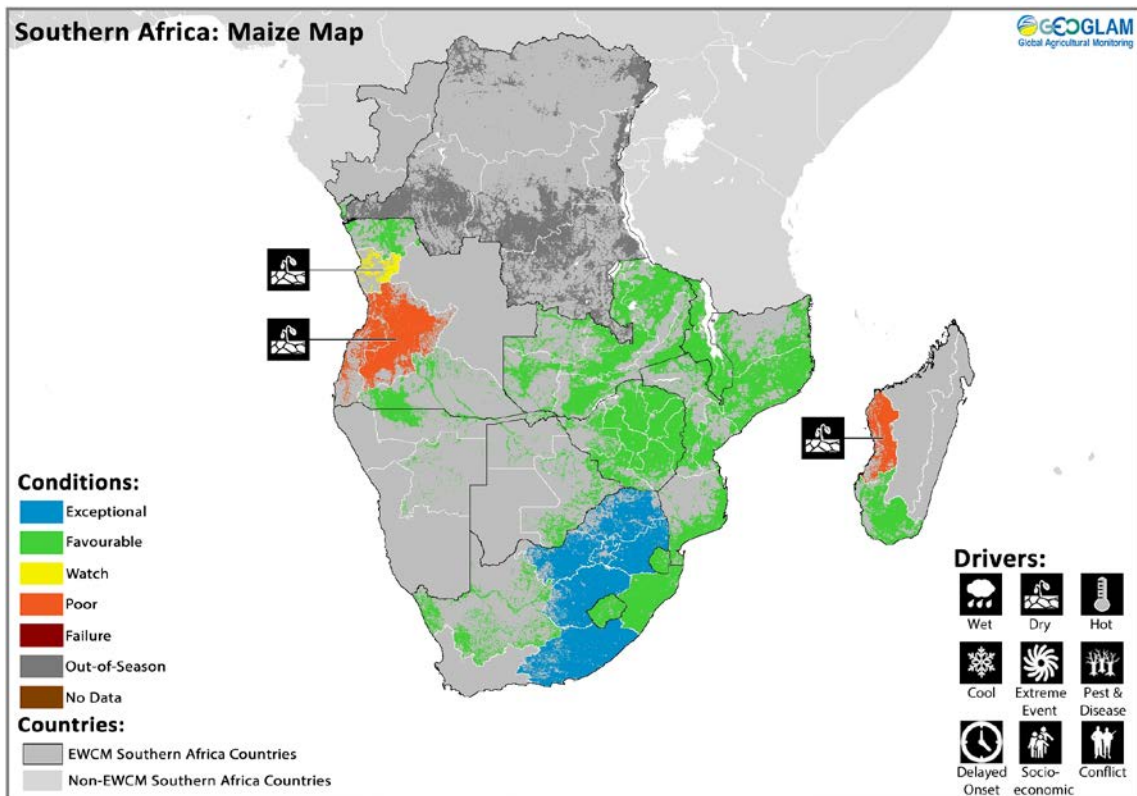 Southern Africa: Maize Map
GEOGLAM
Global Agricultural Monitoring
Conditions:
Exceptional
Favourable
Watch
Poor
Failure
Out-of-Season
No Data
Countries:
EWCM Southern Africa Countries
Non-EWCM Southern Africa Countries
Drivers:
Wet
Dry
Hot
Cool
Extreme
Event
Pest &
Disease
Delayed
Onset
Socio-
economic
Conflict